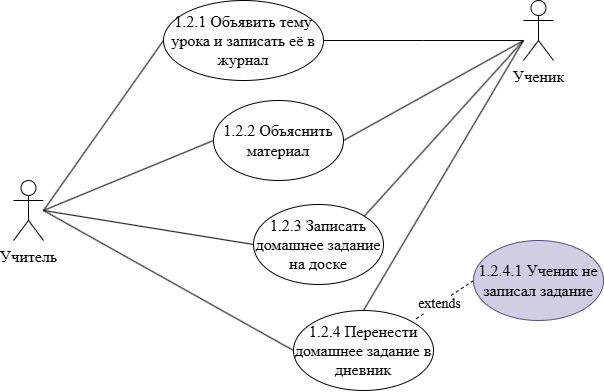 1.2.1 Объявить тему
урока и записать её в
журнал
Ученик
1.2.2 Объяснить
материал
Учитель
1.2.3 Записать
домашнее задание
на доске
1.2.4.1 Ученик не
записал задание
extends
1.2.4 Перенести
домашнее задание в
дневник